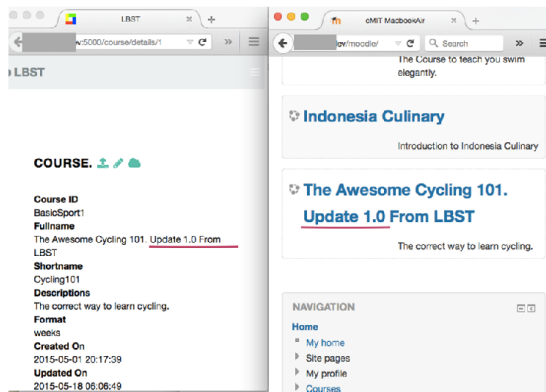 LBST
v:5000/course/details/1
LBST
COURSE.
Course ID
BasicSport1
Fullname
The Awesome Cycling 101. Update 1.0 From
LBST
Shortname
Cycling101
Descriptions
The correct way to learn cycling.
Format
weeks
Created On
2015-05-01 20:17:39
Updated On
2015-05-18 06:06:49
cMIT MacbookAir
ov/moodle/
Search
The Course to teach you swim
elegantly.
Indonesia Culinary
Introduction to Indonesia Culinary
The Awesome Cycling 101.
Update 1.0 From LBST
The correct way to learn cycling.
NAVIGATION
Home
My home
Site pages
My profile
Courses